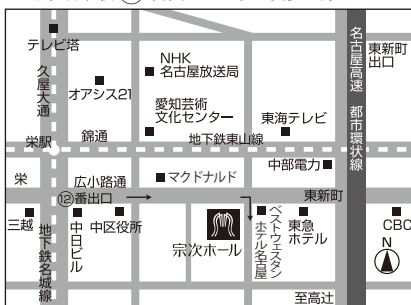 テレビ塔
久屋大通
オアシス21
NHK
名古屋放送局
愛知芸術
文化センター
東海テレビ
名古屋高速 都市環状線
東新町
出口
栄駅
錦通
地下鉄東山線
中部電力
栄
広小路通
マクドナルド
東新町
⑫番出口
三越
地下鉄名城線
中日ビル
中区役所
宗次ホール
ベストウェスタン
ホテル名古屋
東急
ホテル
CBC
N
至高辻